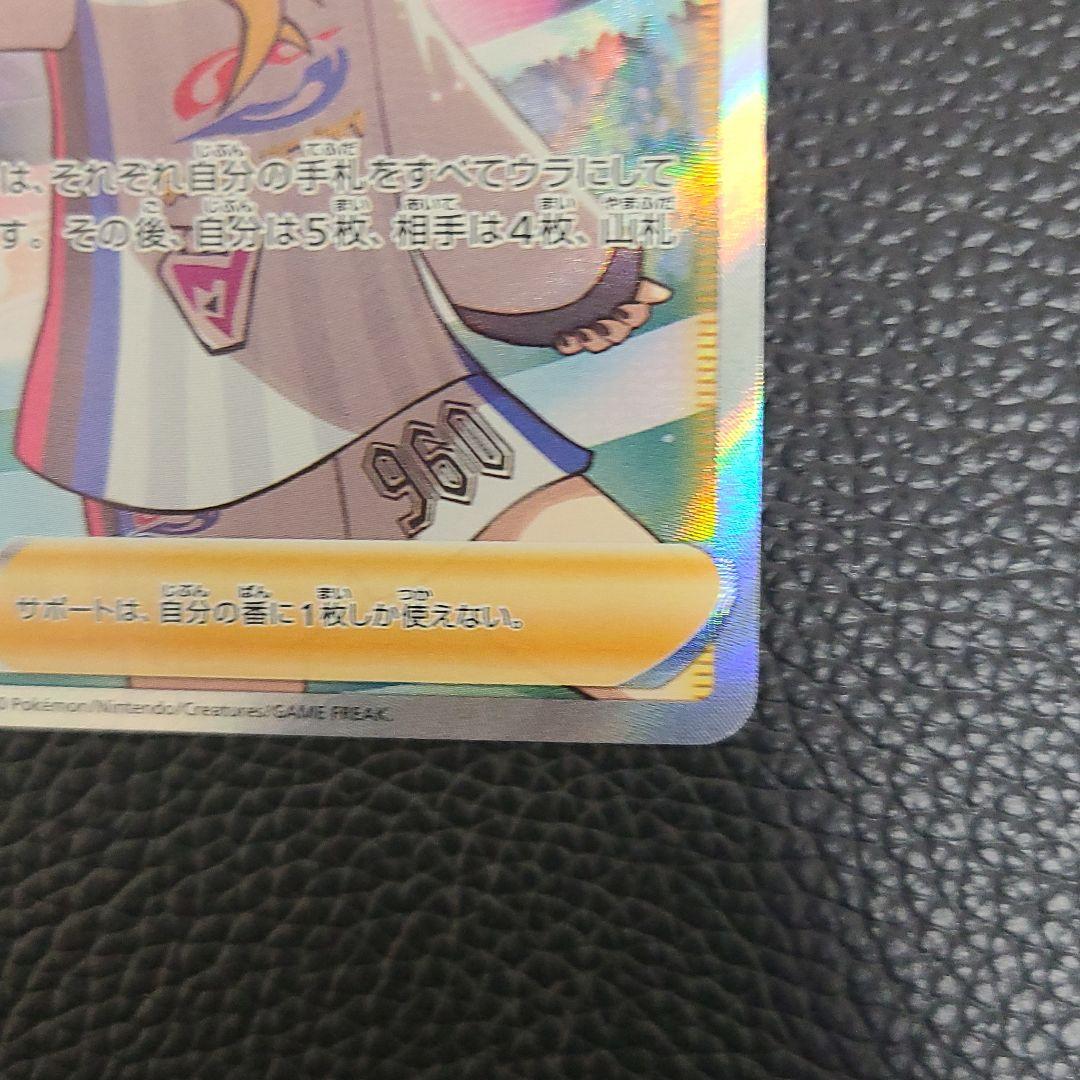 は、それぞれ自分の手札をすべてウラにして
す。その後、自分は5枚、相手は4枚、山札
960
サポートは、自分の番に1枚しか使えない。
0 Pokémon/Nintendo/Creatures/GAME FREAK.